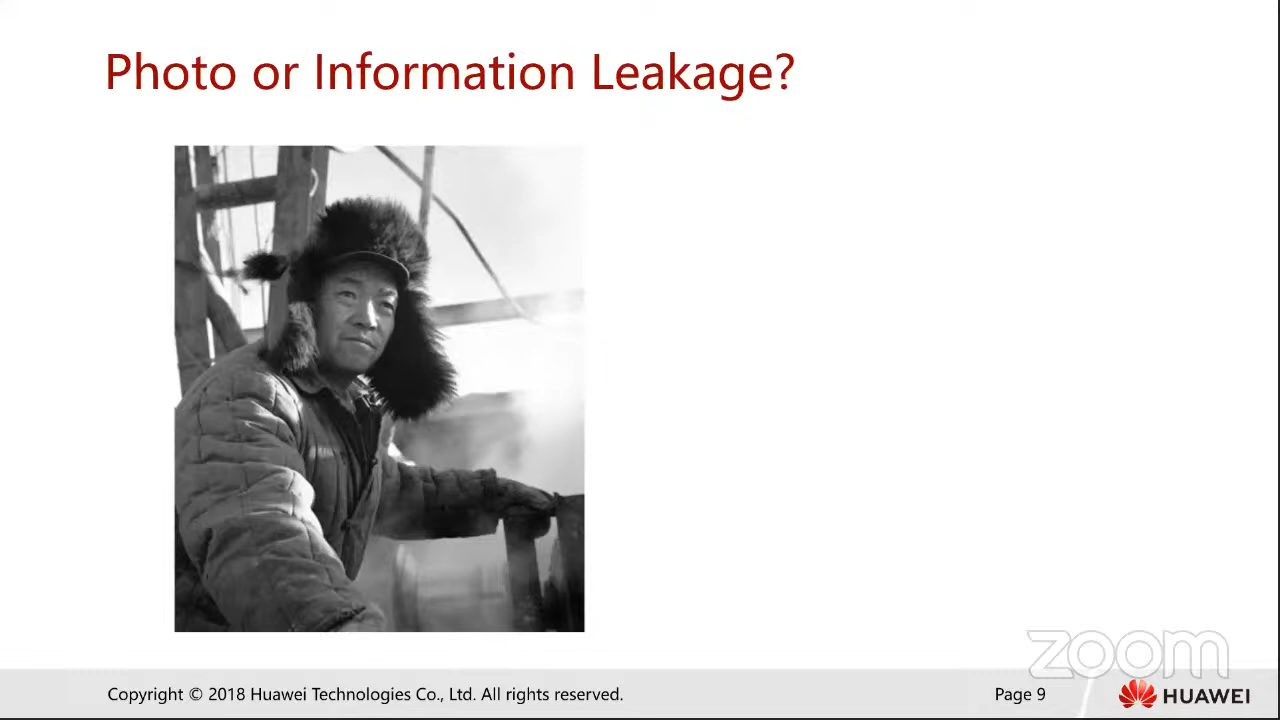 Photo or Information Leakage?
zoom
Copyright © 2018 Huawei Technologies Co., Ltd. All rights reserved.
Page 9
HUAWEI